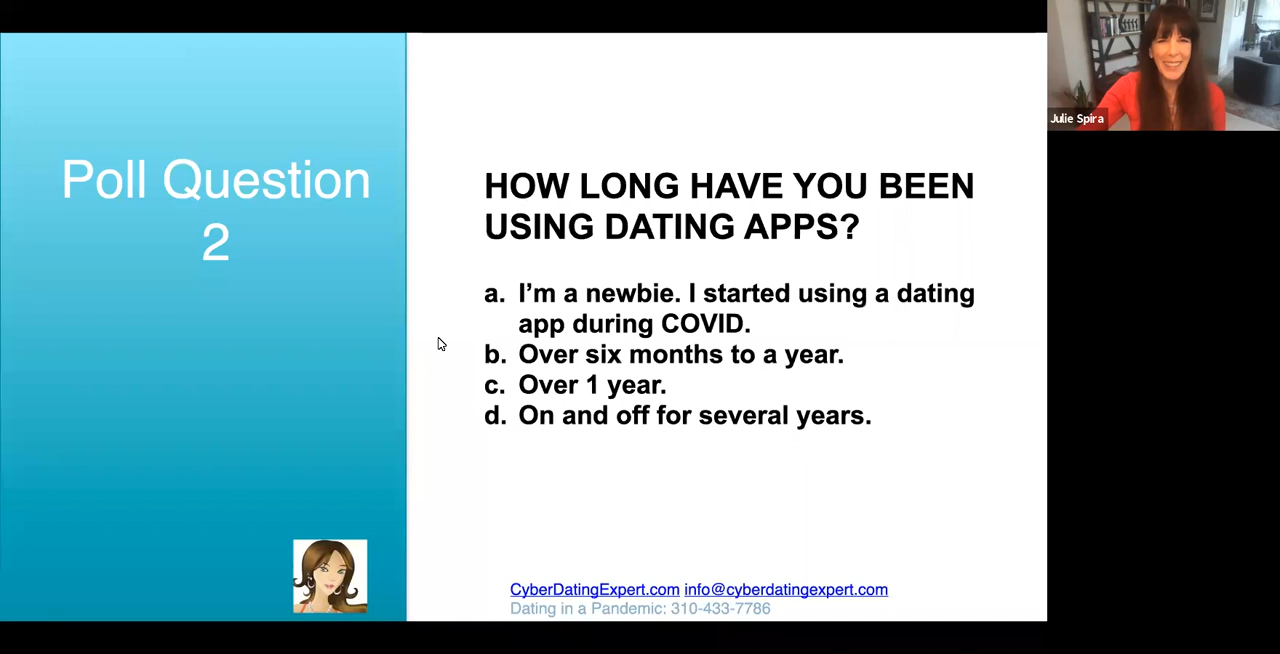 Poll Question
2
HOW LONG HAVE YOU BEEN
USING DATING APPS?
a. I’m a newbie. I started using a dating
app during COVID.
b. Over six months to a year.
c. Over 1 year.
d. On and off for several years.
CyberDatingExpert.com info@cyberdatingexpert.com
Dating in a Pandemic: 310-433-7786
Julie Spira